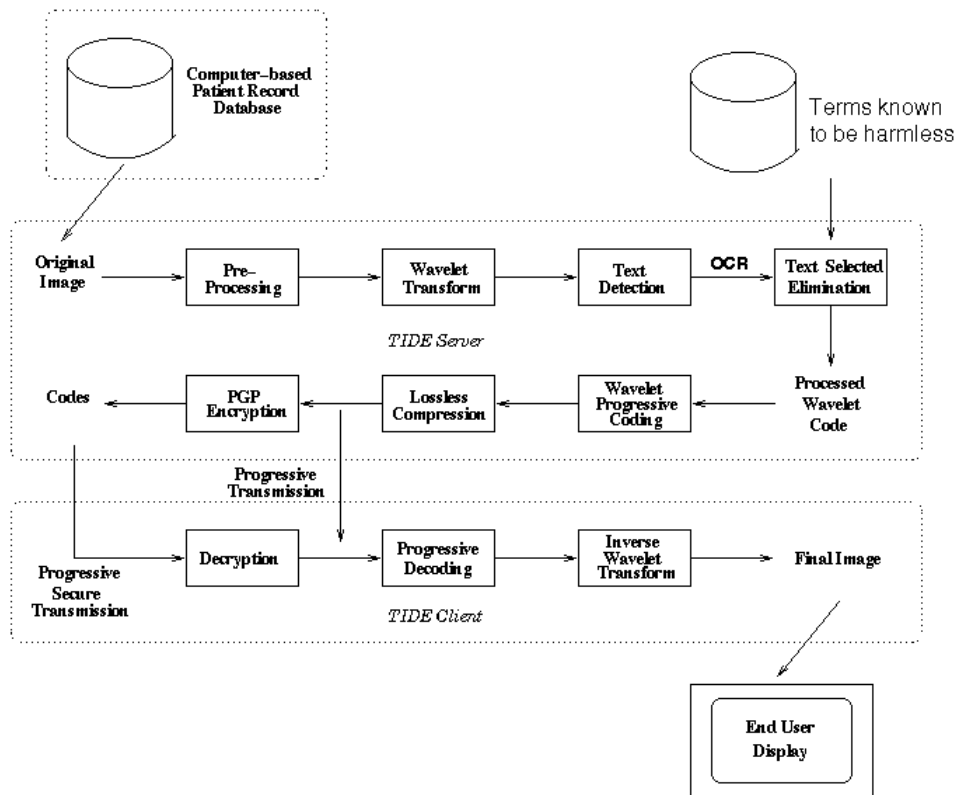 Computer-based
Patient Record
Database
Terms known
to be harmless
Original
Image
Pre-
Processing
Wavelet
Transform
Text
Detection
OCR
Text Selected
Elimination
TIDE Server
Codes
PGP
Encryption
Lossless
Compression
Wavelet
Progressive
Coding
Processed
Wavelet
Code
Progressive
Transmission
Decryption
Progressive
Decoding
Inverse
Wavelet
Transform
Final Image
Progressive
Secure
Transmission
TIDE Client
End User
Display